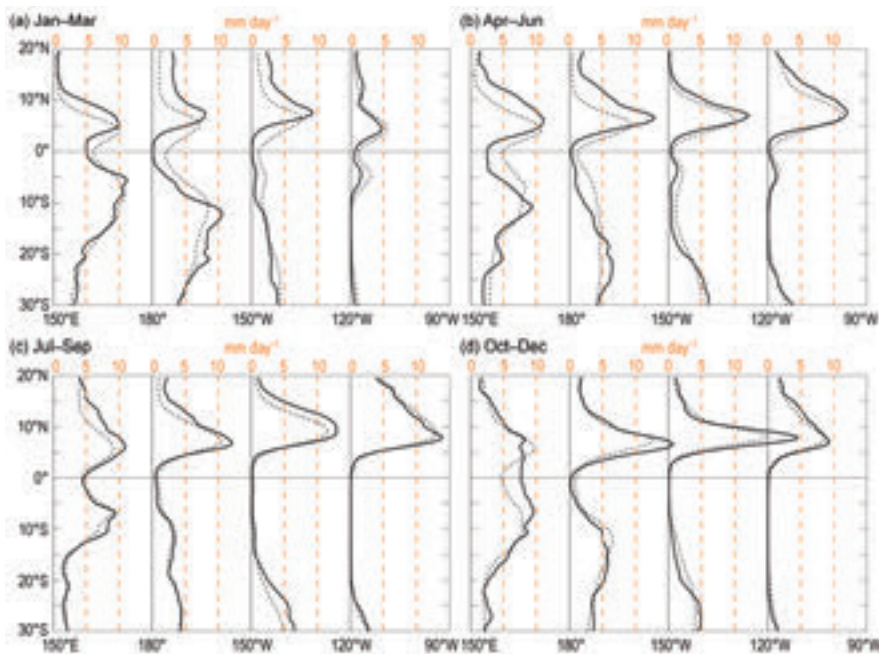 (a) Jan–Mar mm day⁻¹
0 5 10 0 5 10 0 5 10 0 5 10
20°N
10°N
0°
10°S
20°S
30°S
150°E 180° 150°W 120°W 90°W
(b) Apr–Jun mm day⁻¹
0 5 10 0 5 10 0 5 10 0 5 10
150°E 180° 150°W 120°W 90°W
(c) Jul–Sep mm day⁻¹
0 5 10 0 5 10 0 5 10 0 5 10
20°N
10°N
0°
10°S
20°S
30°S
150°E 180° 150°W 120°W 90°W
(d) Oct–Dec mm day⁻¹
0 5 10 0 5 10 0 5 10 0 5 10
150°E 180° 150°W 120°W 90°W